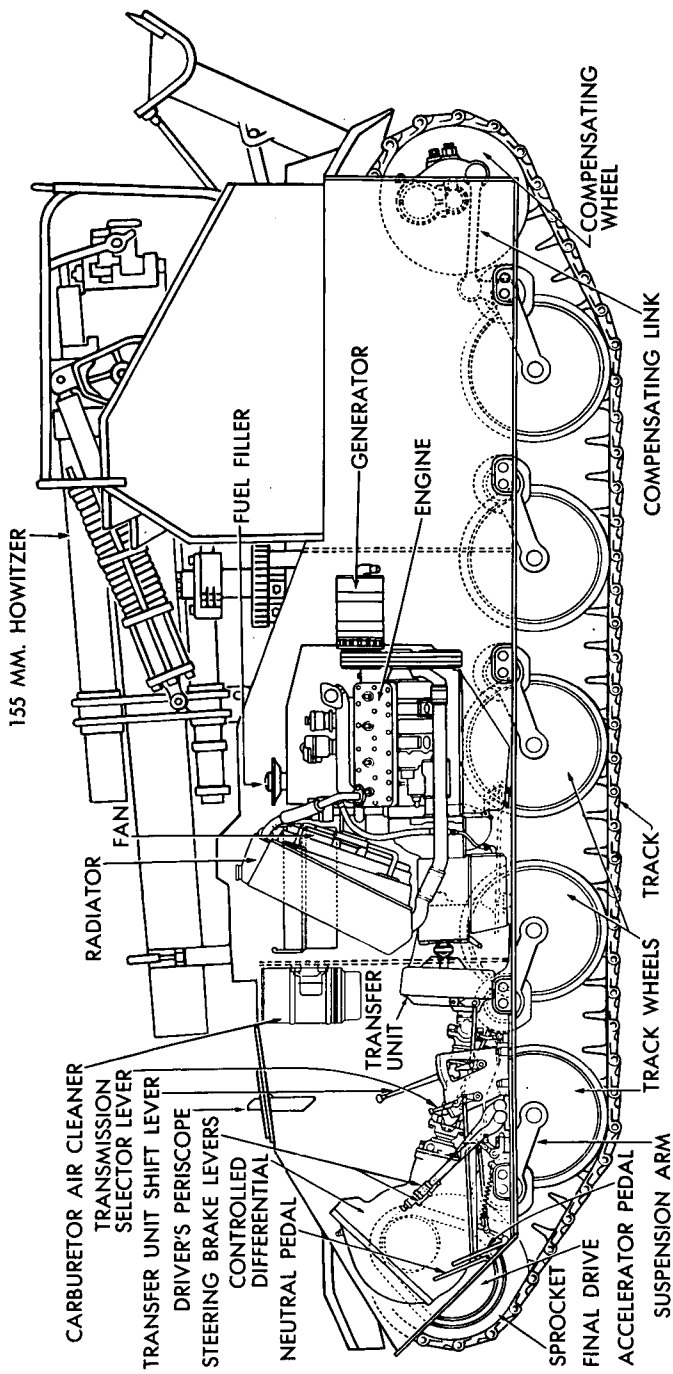 155 MM. HOWITZER
FUEL FILLER
GENERATOR
ENGINE
FAN
RADIATOR
CARBURETOR AIR CLEANER
TRANSMISSION
SELECTOR LEVER
TRANSFER UNIT SHIFT LEVER
DRIVER'S PERISCOPE
STEERING BRAKE LEVERS
CONTROLLED
DIFFERENTIAL
NEUTRAL PEDAL
TRANSFER
UNIT
SPROCKET
FINAL DRIVE
ACCELERATOR PEDAL
SUSPENSION ARM
TRACK WHEELS
TRACK
COMPENSATING LINK
COMPENSATING
WHEEL